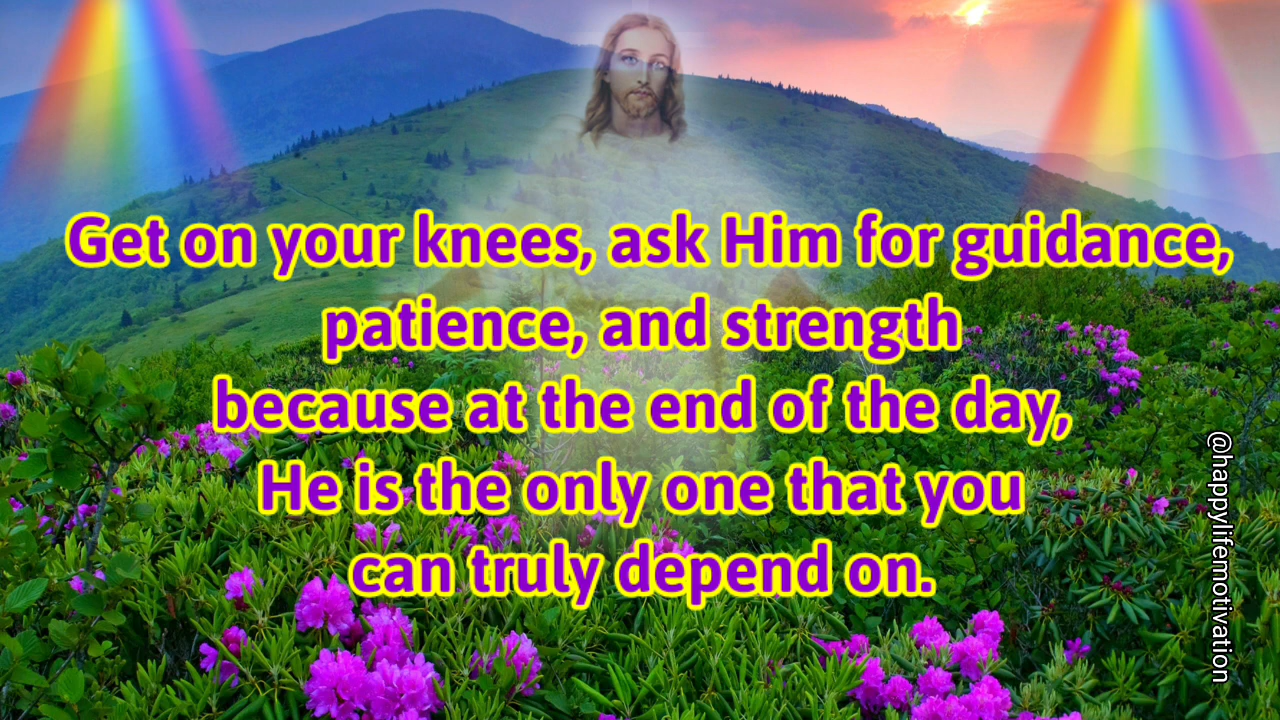 Get on your knees, ask Him for guidance,
patience, and strength
because at the end of the day,
He is the only one that you
can truly depend on.
@happylifemotivation